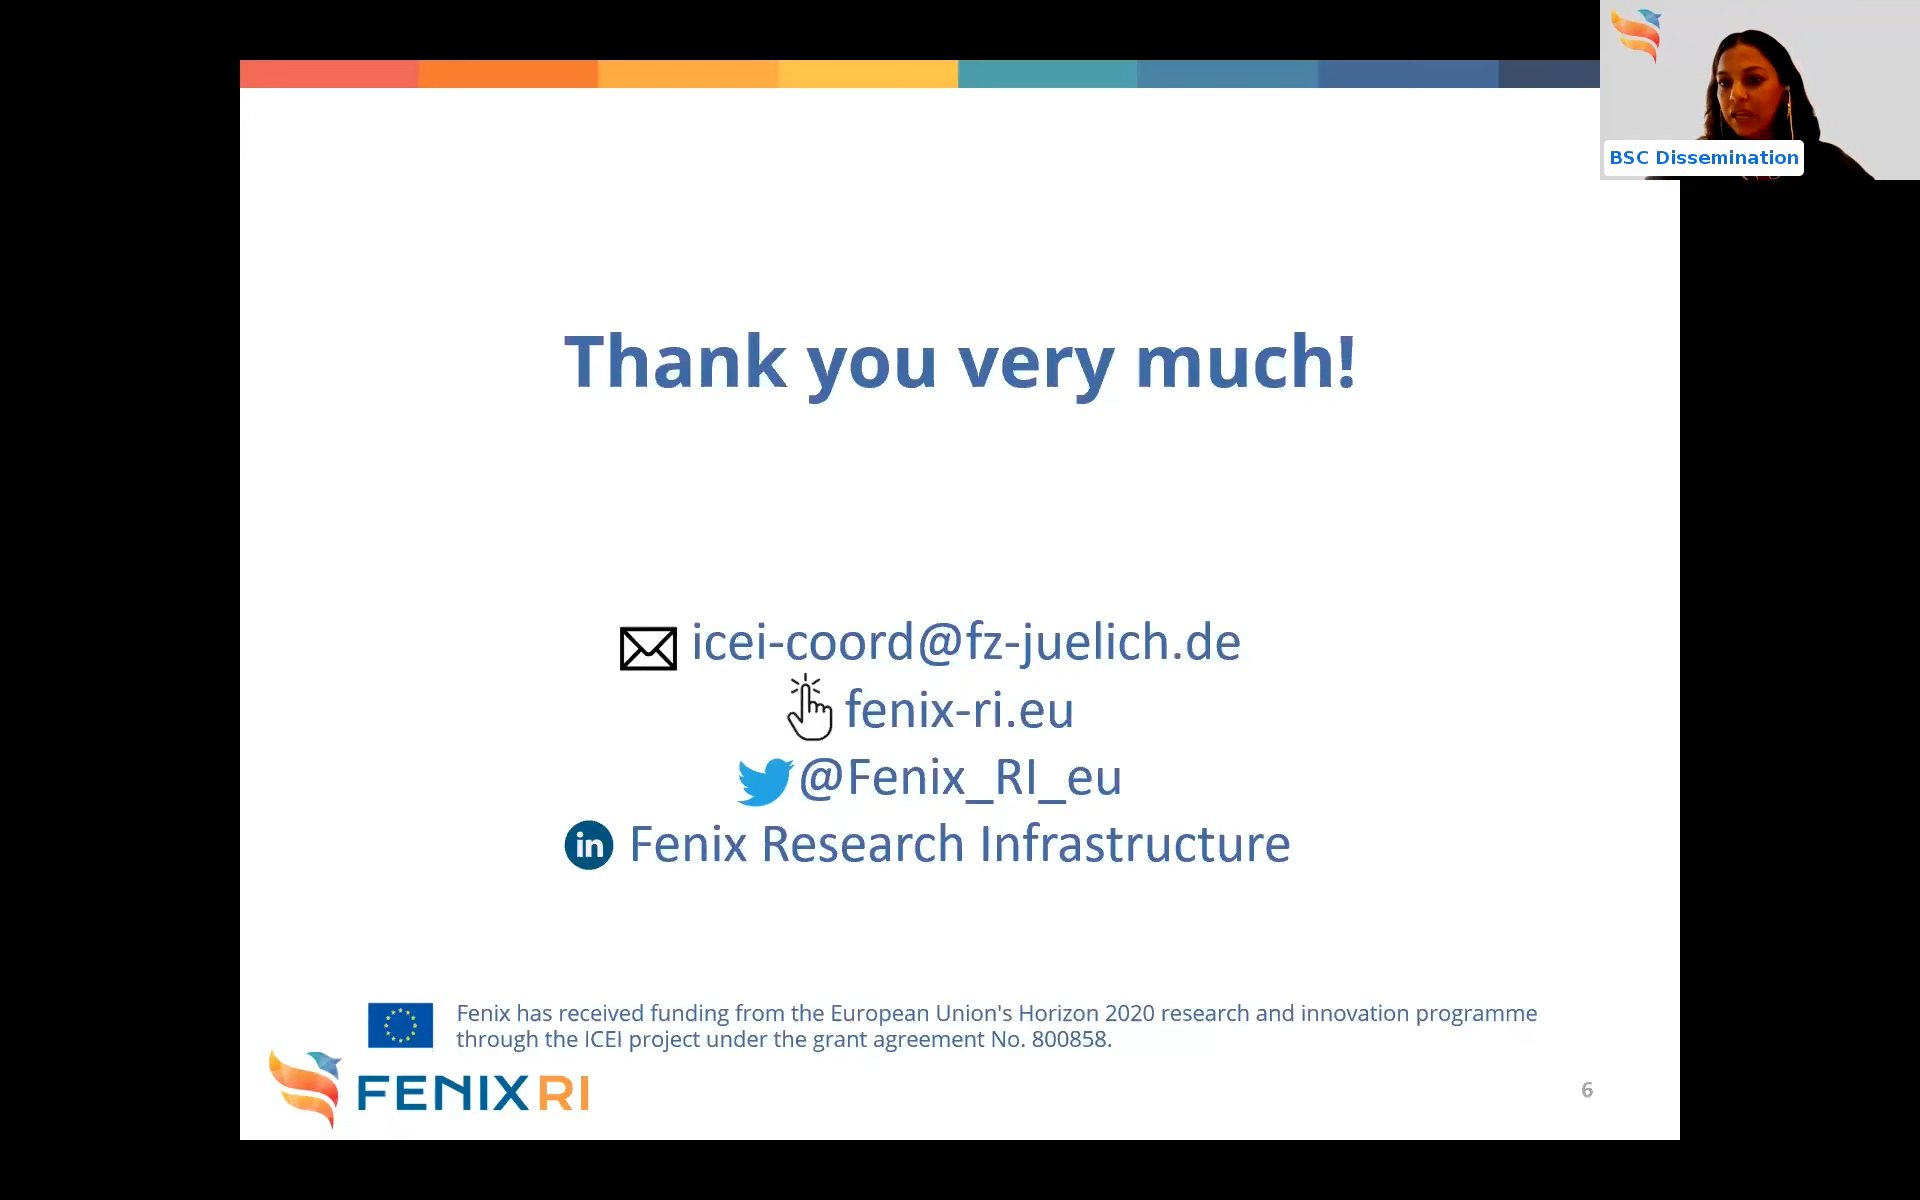 BSC Dissemination
Thank you very much!
icei-coord@fz-juelich.de
fenix-ri.eu
@Fenix_RI_eu
in Fenix Research Infrastructure
Fenix has received funding from the European Union's Horizon 2020 research and innovation programme
through the ICEI project under the grant agreement No. 800858.
FENIX RI
6